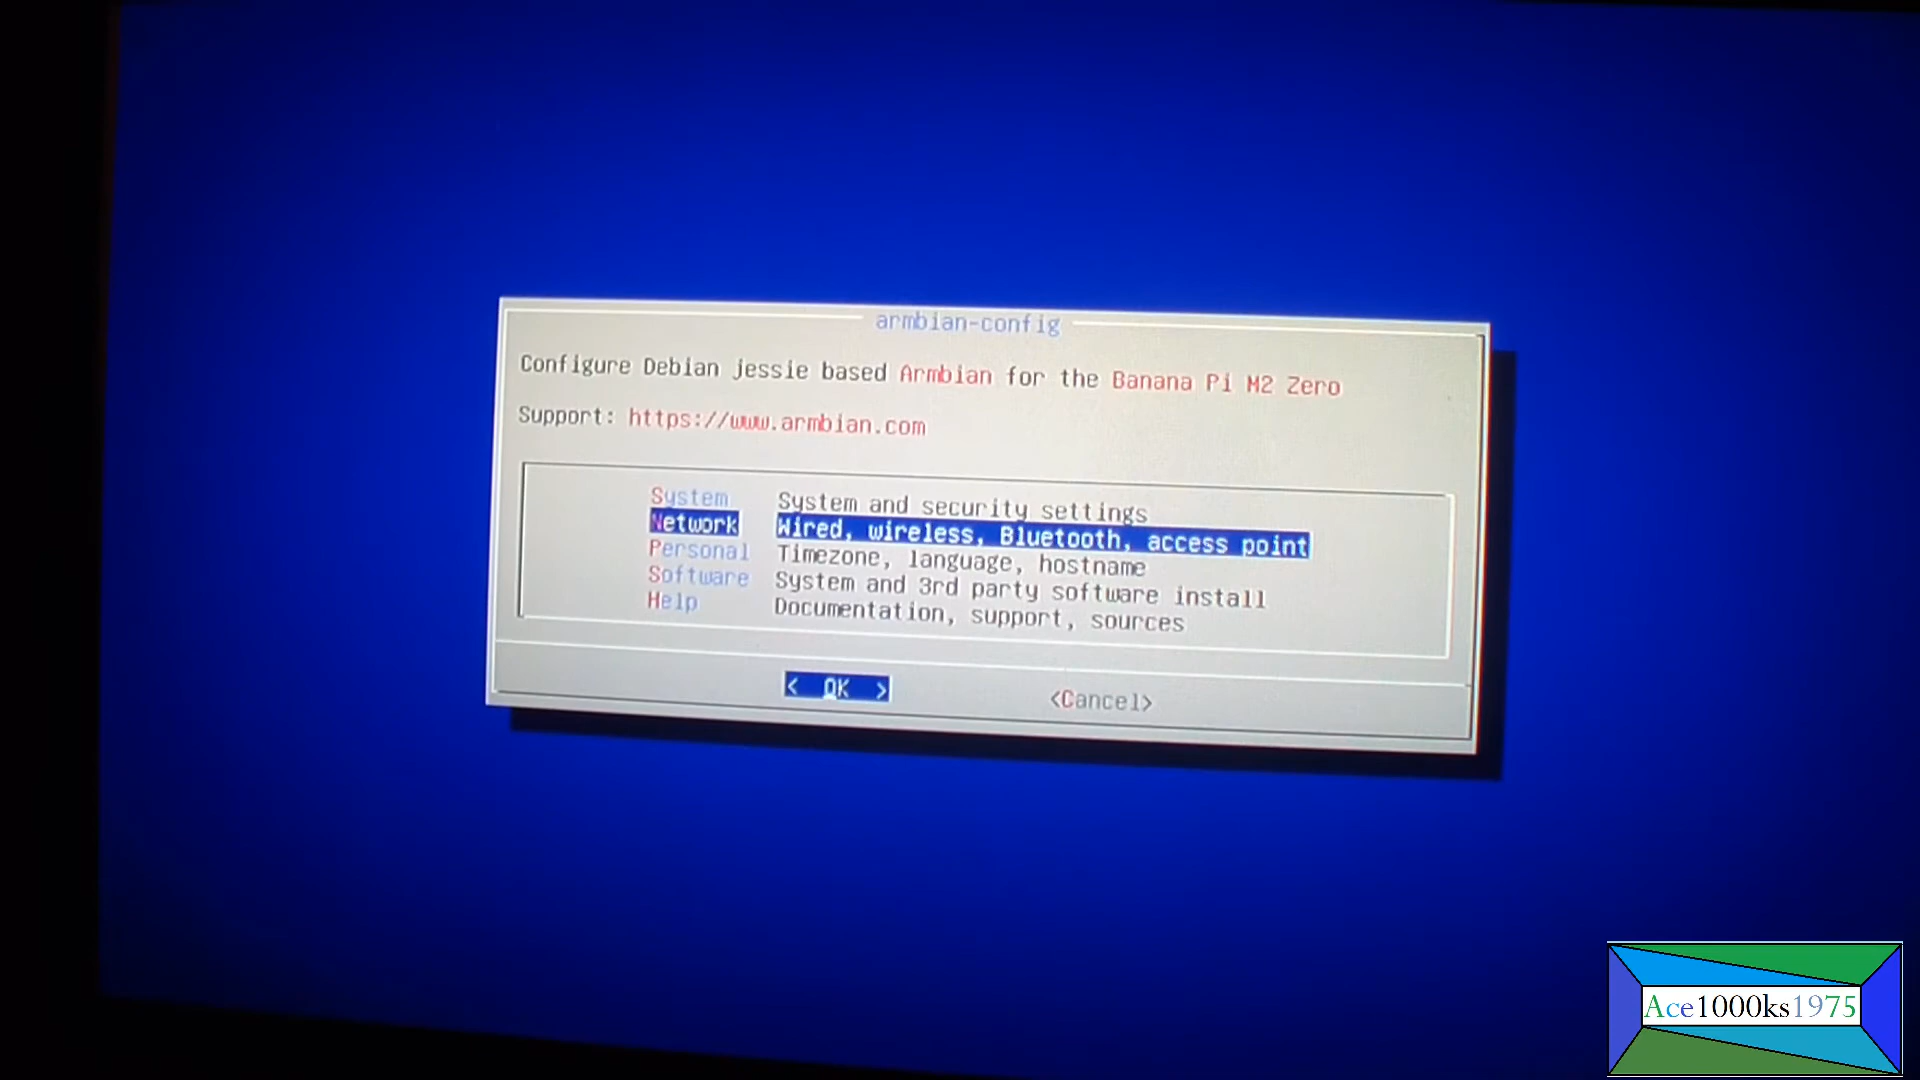 armbian-config
Configure Debian jessie based Armbian for the Banana Pi M2 Zero
Support: https://www.armbian.com
System System and security settings
Network Wired, wireless, Bluetooth, access point
Personal Timezone, language, hostname
Software System and 3rd party software install
Help Documentation, support, sources
< OK > <Cancel>
Ace1000ks1975